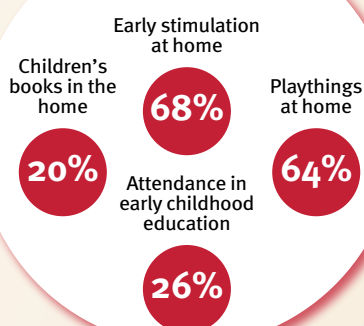 Early stimulation
at home
68%
Children’s
books in the
home
20%
Playthings
at home
64%
Attendance in
early childhood
education
26%